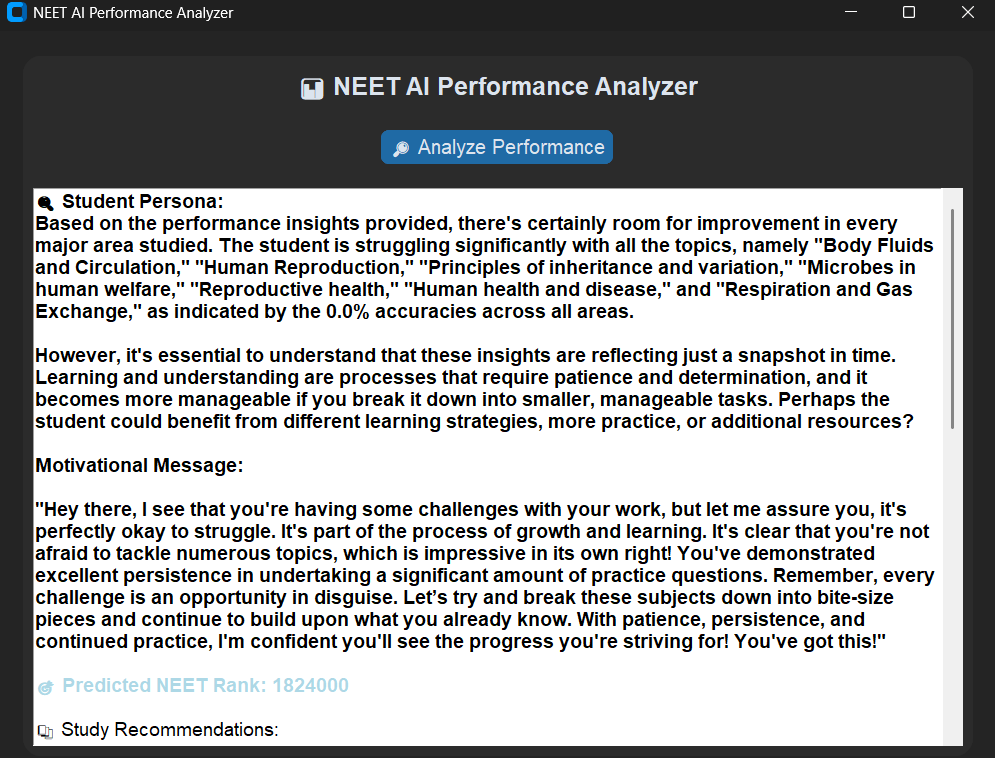 NEET AI Performance Analyzer
NEET AI Performance Analyzer
Analyze Performance
Student Persona:
Based on the performance insights provided, there's certainly room for improvement in every
major area studied. The student is struggling significantly with all the topics, namely "Body Fluids
and Circulation," "Human Reproduction," "Principles of inheritance and variation," "Microbes in
human welfare," "Reproductive health," "Human health and disease," and "Respiration and Gas
Exchange," as indicated by the 0.0% accuracies across all areas.
However, it's essential to understand that these insights are reflecting just a snapshot in time.
Learning and understanding are processes that require patience and determination, and it
becomes more manageable if you break it down into smaller, manageable tasks. Perhaps the
student could benefit from different learning strategies, more practice, or additional resources?
Motivational Message:
"Hey there, I see that you're having some challenges with your work, but let me assure you, it's
perfectly okay to struggle. It's part of the process of growth and learning. It's clear that you're not
afraid to tackle numerous topics, which is impressive in its own right! You've demonstrated
excellent persistence in undertaking a significant amount of practice questions. Remember, every
challenge is an opportunity in disguise. Let’s try and break these subjects down into bite-size
pieces and continue to build upon what you already know. With patience, persistence, and
continued practice, I'm confident you'll see the progress you're striving for! You've got this!"
Predicted NEET Rank: 1824000
Study Recommendations: